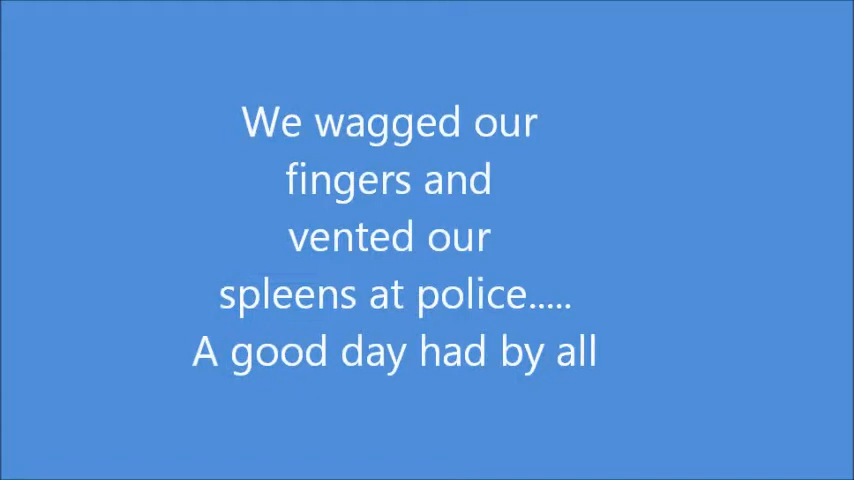 We wagged our
fingers and
vented our
spleens at police.....
A good day had by all